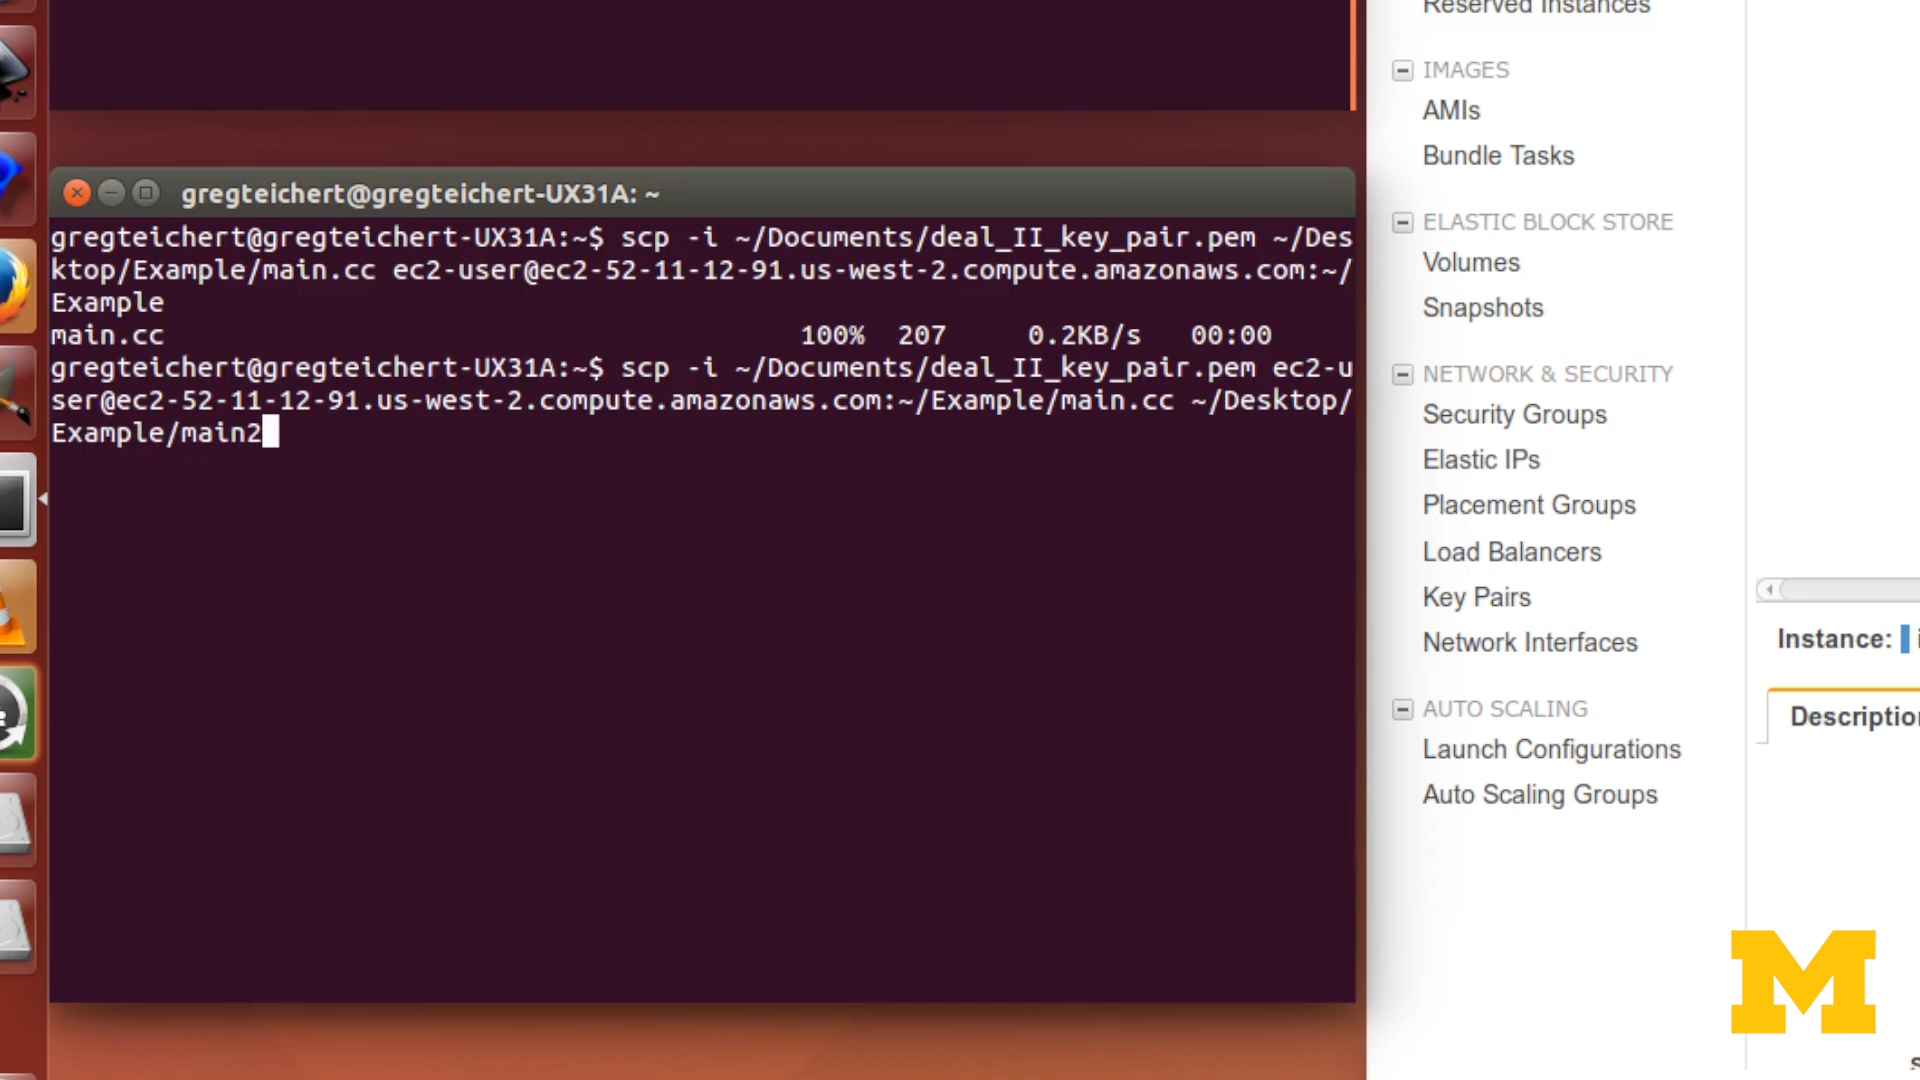 gregteichert@gregteichert-UX31A: ~
gregteichert@gregteichert-UX31A:~$ scp -i ~/Documents/deal_II_key_pair.pem ~/Des
ktop/Example/main.cc ec2-user@ec2-52-11-12-91.us-west-2.compute.amazonaws.com:~/
Example
main.cc 100% 207 0.2KB/s 00:00
gregteichert@gregteichert-UX31A:~$ scp -i ~/Documents/deal_II_key_pair.pem ec2-u
ser@ec2-52-11-12-91.us-west-2.compute.amazonaws.com:~/Example/main.cc ~/Desktop/
Example/main2
Reserved Instances
IMAGES
AMIs
Bundle Tasks
ELASTIC BLOCK STORE
Volumes
Snapshots
NETWORK & SECURITY
Security Groups
Elastic IPs
Placement Groups
Load Balancers
Key Pairs
Network Interfaces
AUTO SCALING
Launch Configurations
Auto Scaling Groups
Instance:
Description
M